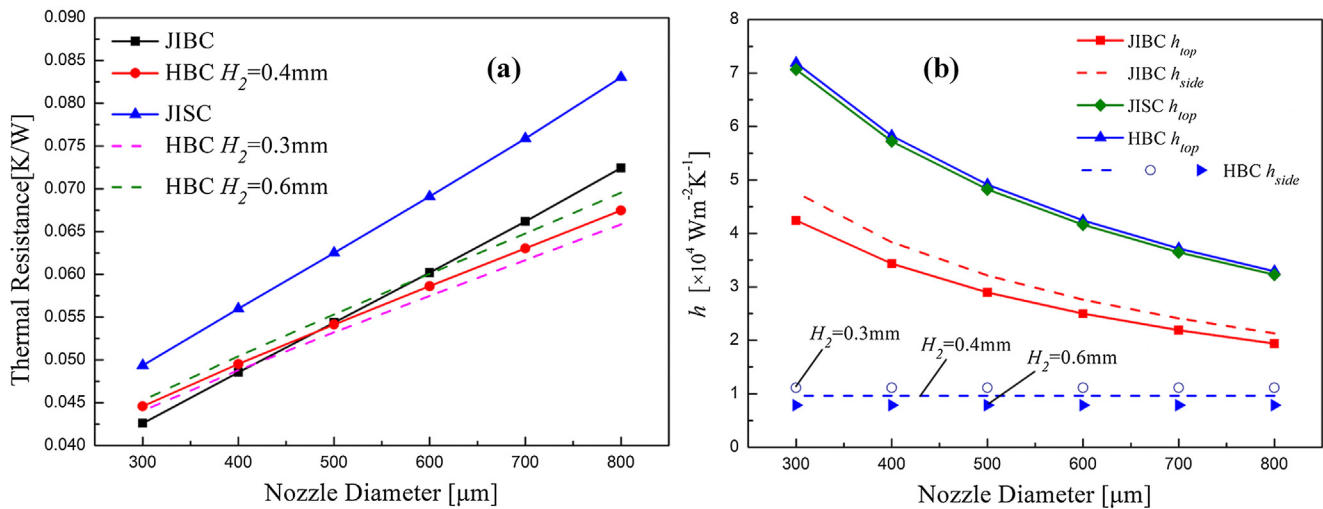 0.090
0.085
0.080
0.075
0.070
0.065
0.060
0.055
0.050
0.045
0.040
Thermal Resistance[K/W]
JIBC
HBC H2=0.4mm
JISC
HBC H2=0.3mm
HBC H2=0.6mm
(a)
300 400 500 600 700 800
Nozzle Diameter [μm]
8
7
6
5
4
3
2
1
0
h [×10⁴ Wm⁻²K⁻¹]
(b)
JIBC htop
JIBC hside
JISC htop
HBC htop
HBC hside
H2=0.3mm
H2=0.4mm
H2=0.6mm
300 400 500 600 700 800
Nozzle Diameter [μm]